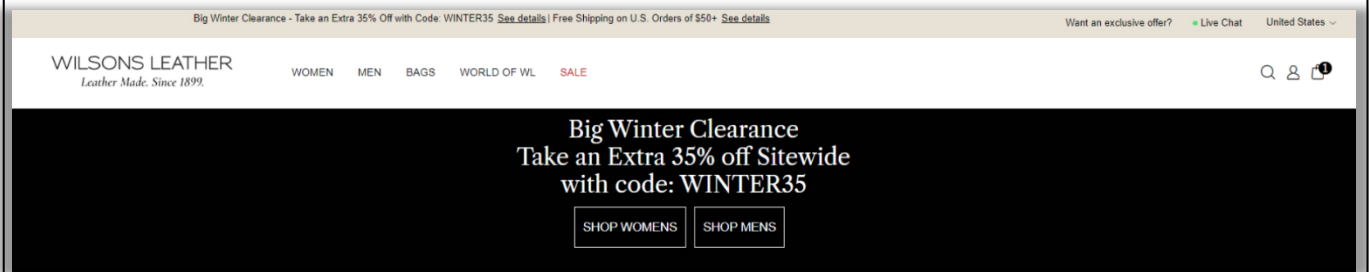 Big Winter Clearance - Take an Extra 35% Off with Code: WINTER35 See details | Free Shipping on U.S. Orders of $50+ See details
Want an exclusive offer?
Live Chat
United States
WILSONS LEATHER
Leather Made. Since 1899.
WOMEN
MEN
BAGS
WORLD OF WL
SALE
1
Big Winter Clearance
Take an Extra 35% off Sitewide
with code: WINTER35
SHOP WOMENS
SHOP MENS